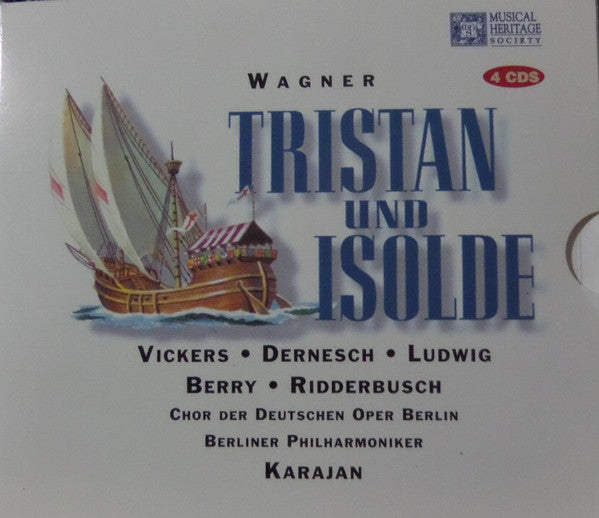 MUSICAL
HERITAGE
SOCIETY
WAGNER
4 CDS
TRISTAN
UND
ISOLDE
VICKERS • DERNESCH • LUDWIG
BERRY • RIDDERBUSCH
CHOR DER DEUTSCHEN OPER BERLIN
BERLINER PHILHARMONIKER
KARAJAN